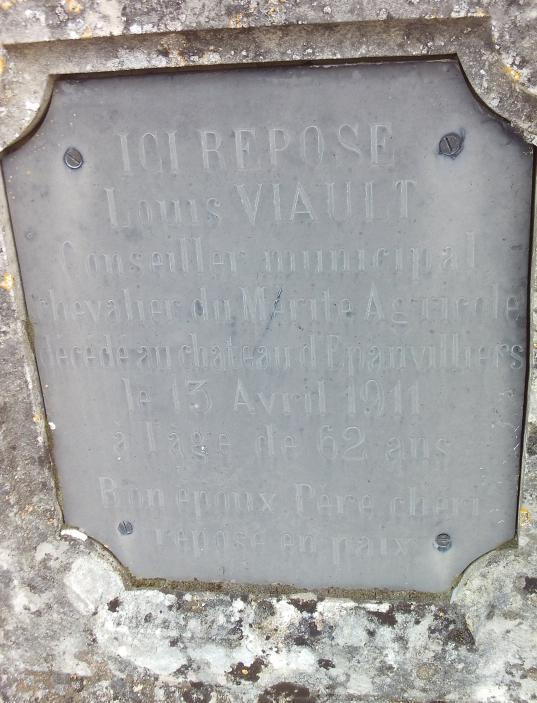 ICI REPOSE
Louis VIAULT
Conseiller municipal
chevalier du Mérite Agricole
décédé au chateau d'Epanvilliers
le 13 Avril 1911
à l'âge de 62 ans
Bon époux Père chéri
repose en paix